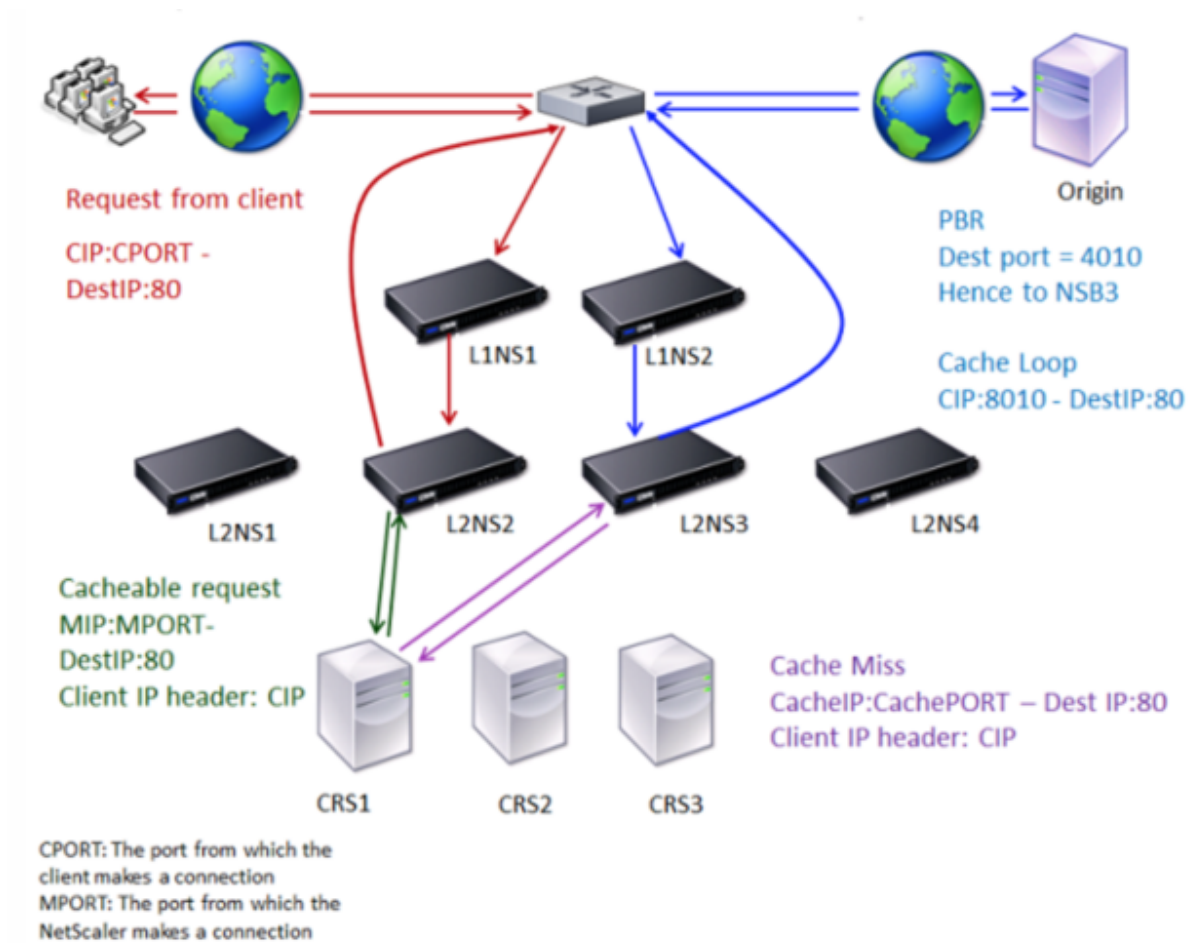 Request from client
CIP:CPORT -
DestIP:80
Origin
PBR
Dest port = 4010
Hence to NSB3
Cache Loop
CIP:8010 - DestIP:80
L1NS1
L1NS2
L2NS1
L2NS2
L2NS3
L2NS4
Cacheable request
MIP:MPORT-
DestIP:80
Client IP header: CIP
Cache Miss
CacheIP:CachePORT – Dest IP:80
Client IP header: CIP
CRS1
CRS2
CRS3
CPORT: The port from which the
client makes a connection
MPORT: The port from which the
NetScaler makes a connection